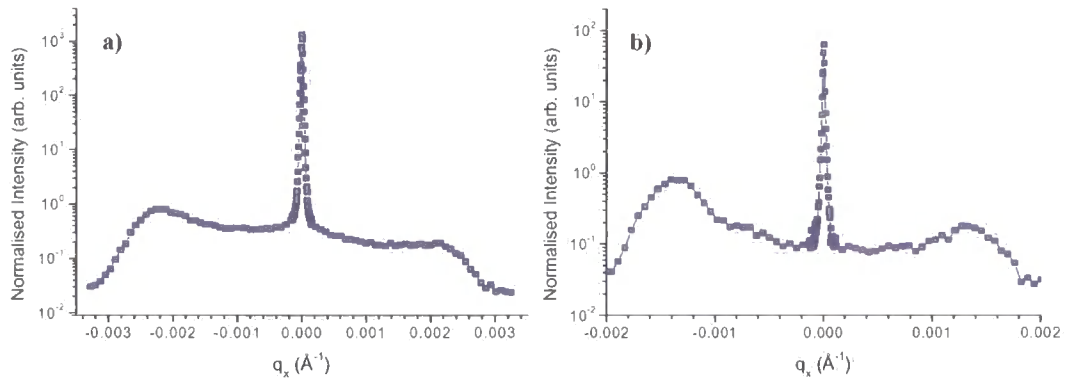 a)
Normalised Intensity (arb. units)
10³
10²
10¹
10⁰
10⁻¹
10⁻²
-0.003 -0.002 -0.001 0.000 0.001 0.002 0.003
qₓ (Å⁻¹)
b)
Normalised Intensity (arb. units)
10²
10¹
10⁰
10⁻¹
10⁻²
-0.002 -0.001 0.000 0.001 0.002
qₓ (Å⁻¹)